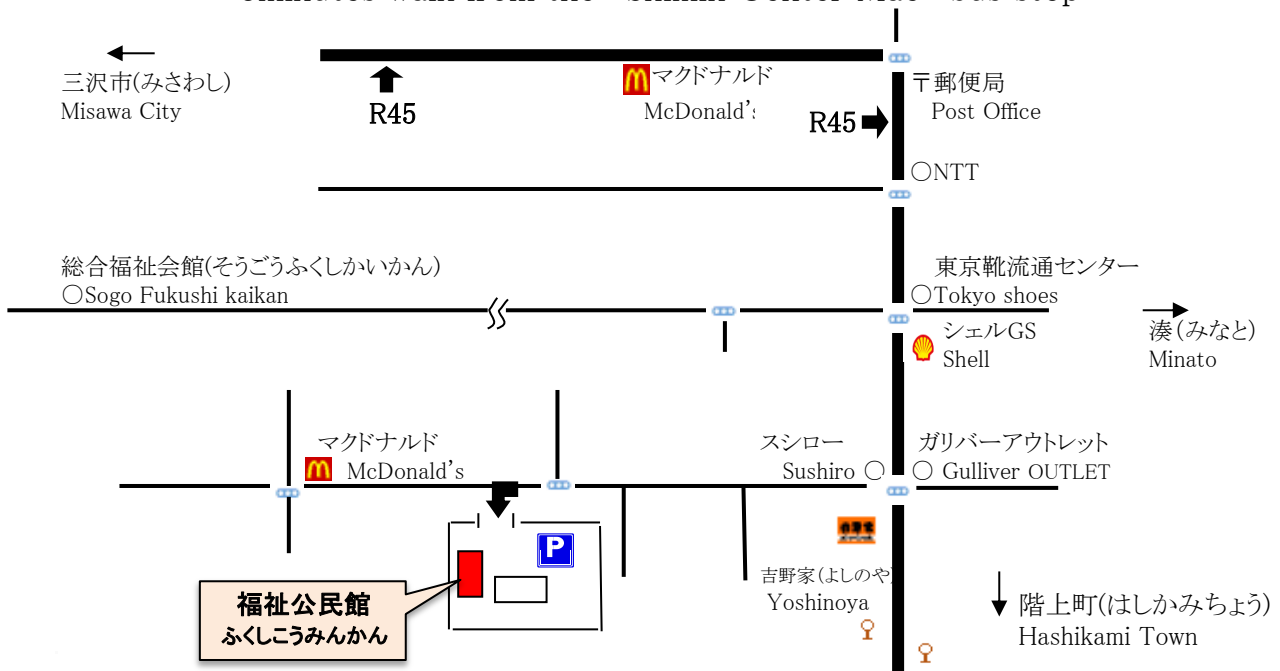 三沢市(みさわし)
Misawa City
R45
マクドナルド
McDonald's
R45
〒郵便局
Post Office
○NTT
総合福祉会館(そうごうふくしかいかん)
○Sogo Fukushi kaikan
東京靴流通センター
○Tokyo shoes
シェルGS
Shell
湊(みなと)
Minato
マクドナルド
McDonald's
スシロー
Sushiro ○
ガリバーアウトレット
○ Gulliver OUTLET
P
吉野家(よしのや)
Yoshinoya
福祉公民館
ふくしこうみんかん
階上町(はしかみちょう)
Hashikami Town